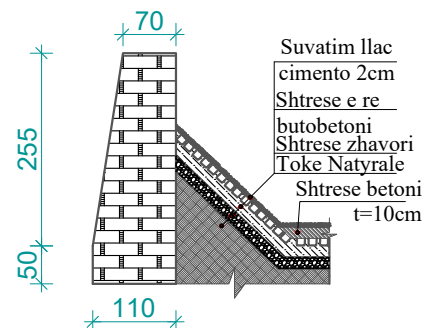 70
Suvatim llac
cimento 2cm
Shtrese e re
butobetoni
Shtrese zhavori
Toke Natyrale
Shtrese betoni
t=10cm
255
50
110